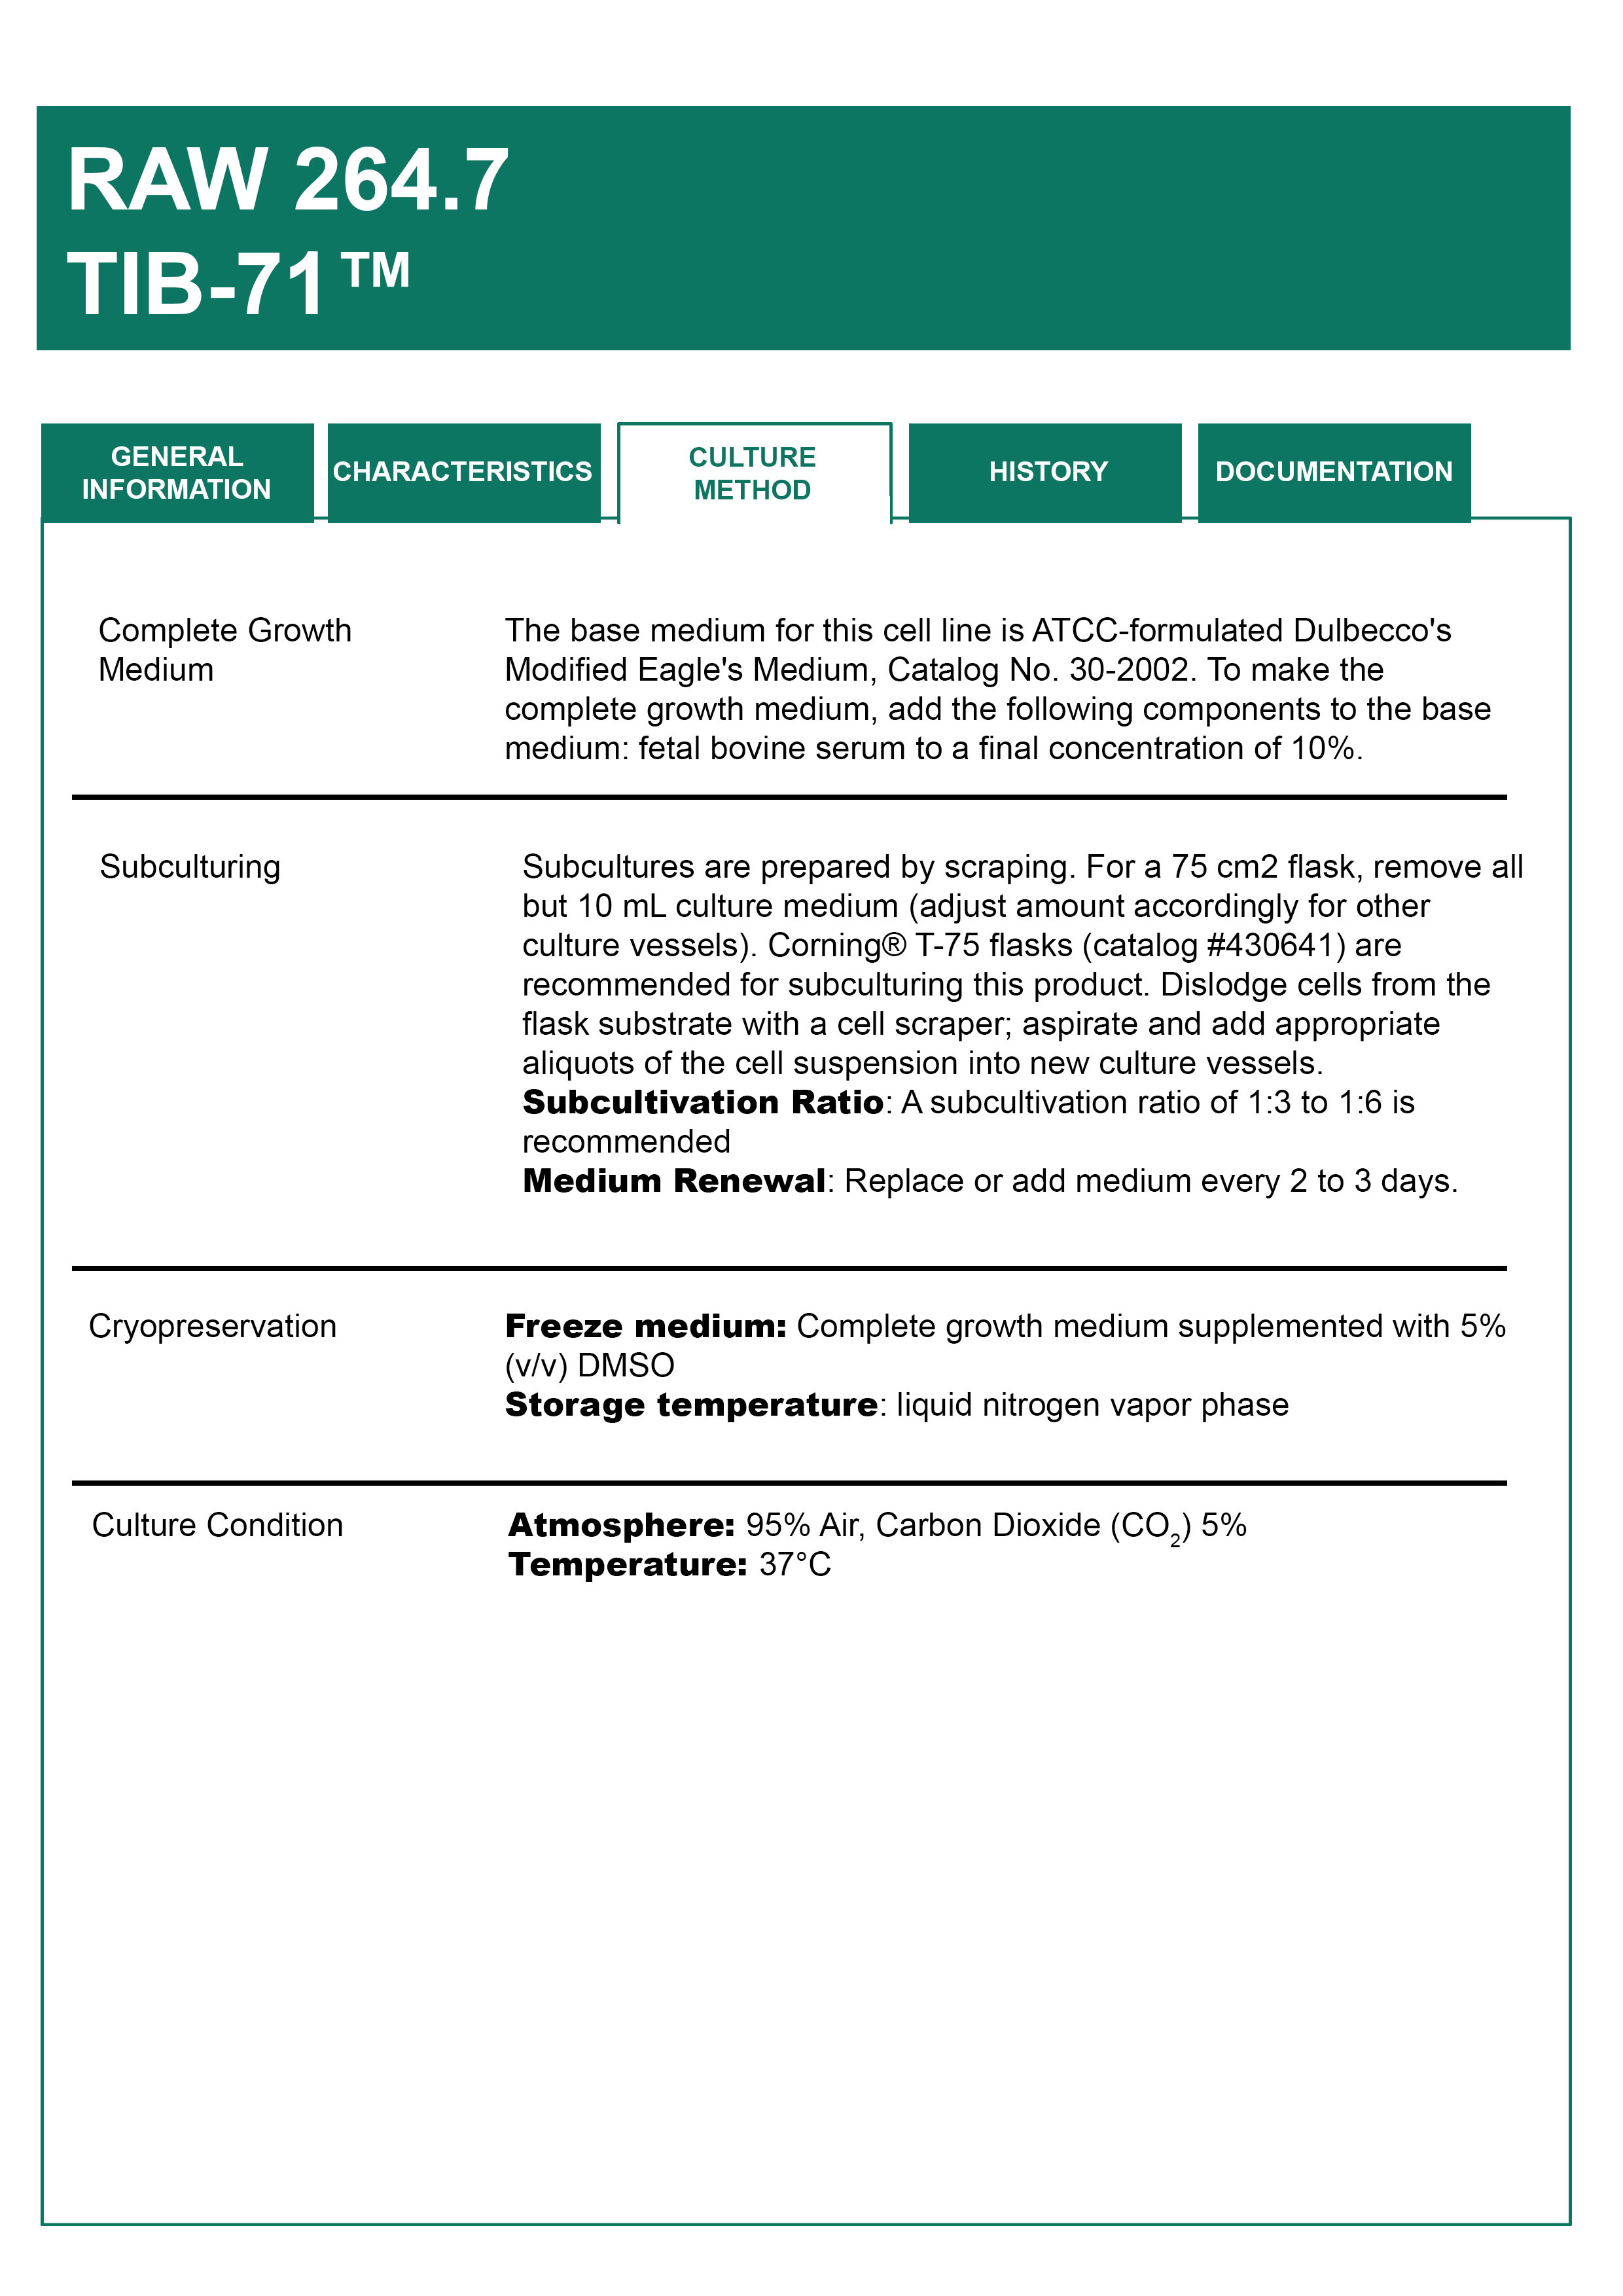 RAW 264.7
TIB-71™
GENERAL
INFORMATION
CHARACTERISTICS
CULTURE
METHOD
HISTORY
DOCUMENTATION
Complete Growth
Medium
The base medium for this cell line is ATCC-formulated Dulbecco's
Modified Eagle's Medium, Catalog No. 30-2002. To make the
complete growth medium, add the following components to the base
medium: fetal bovine serum to a final concentration of 10%.
Subculturing
Subcultures are prepared by scraping. For a 75 cm2 flask, remove all
but 10 mL culture medium (adjust amount accordingly for other
culture vessels). Corning® T-75 flasks (catalog #430641) are
recommended for subculturing this product. Dislodge cells from the
flask substrate with a cell scraper; aspirate and add appropriate
aliquots of the cell suspension into new culture vessels.
Subcultivation Ratio: A subcultivation ratio of 1:3 to 1:6 is
recommended
Medium Renewal: Replace or add medium every 2 to 3 days.
Cryopreservation
Freeze medium: Complete growth medium supplemented with 5%
(v/v) DMSO
Storage temperature: liquid nitrogen vapor phase
Culture Condition
Atmosphere: 95% Air, Carbon Dioxide (CO₂) 5%
Temperature: 37°C